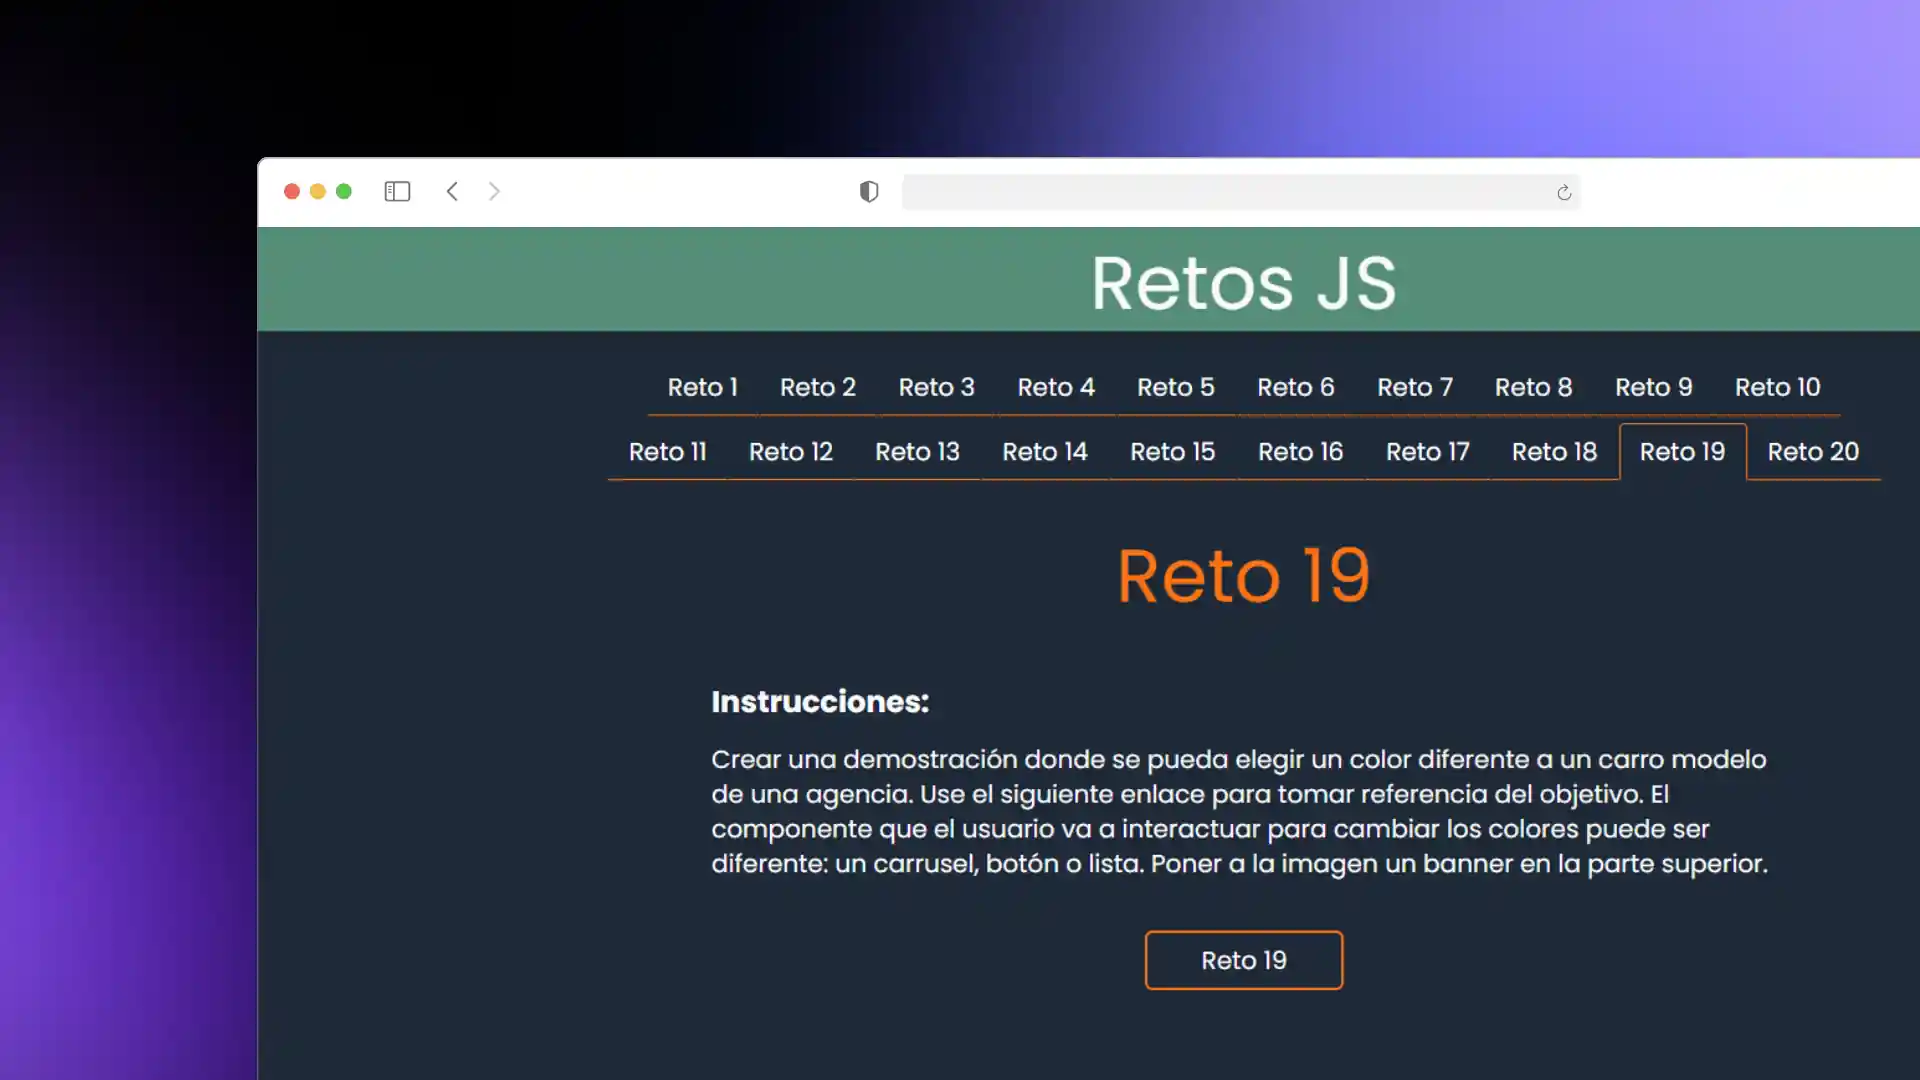 Retos JS
Reto 1 Reto 2 Reto 3 Reto 4 Reto 5 Reto 6 Reto 7 Reto 8 Reto 9 Reto 10
Reto 11 Reto 12 Reto 13 Reto 14 Reto 15 Reto 16 Reto 17 Reto 18 Reto 19 Reto 20
Reto 19
Instrucciones:
Crear una demostración donde se pueda elegir un color diferente a un carro modelo
de una agencia. Use el siguiente enlace para tomar referencia del objetivo. El
componente que el usuario va a interactuar para cambiar los colores puede ser
diferente: un carrusel, botón o lista. Poner a la imagen un banner en la parte superior.
Reto 19